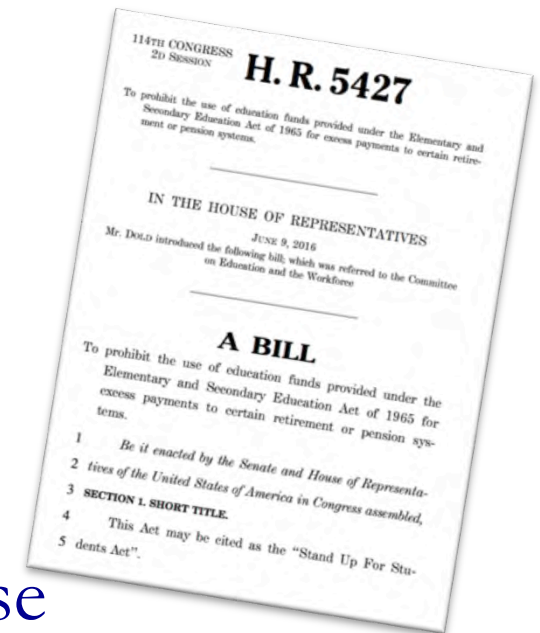 114TH CONGRESS
2D SESSION
H. R. 5427
To prohibit the use of education funds provided under the Elementary and
Secondary Education Act of 1965 for excess payments to certain retire-
ment or pension systems.
IN THE HOUSE OF REPRESENTATIVES
JUNE 9, 2016
Mr. DOLD introduced the following bill; which was referred to the Committee
on Education and the Workforce
A BILL
To prohibit the use of education funds provided under the
Elementary and Secondary Education Act of 1965 for
excess payments to certain retirement or pension sys-
tems.
1 Be it enacted by the Senate and House of Representa-
2 tives of the United States of America in Congress assembled,
3 SECTION 1. SHORT TITLE.
4 This Act may be cited as the “Stand Up For Stu-
5 dents Act”.
se